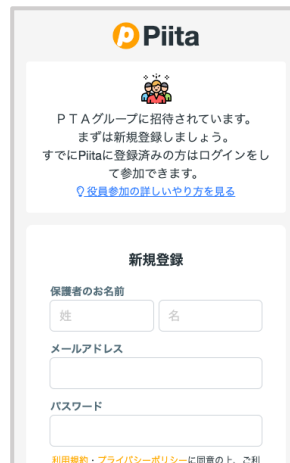 Piita
ＰＴＡグループに招待されています。
まずは新規登録しましょう。
すでにPiitaに登録済みの方はログインをし
て参加できます。
役員参加の詳しいやり方を見る
新規登録
保護者のお名前
姓 名
メールアドレス
パスワード
利用規約・プライバシーポリシーに同意の上、ご利